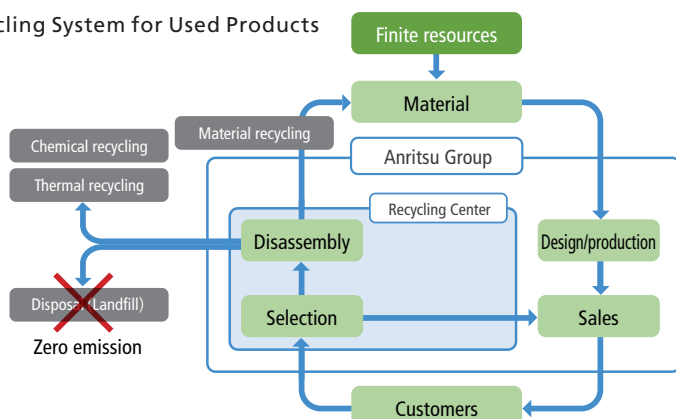 cling System for Used Products
Finite resources
Material
Material recycling
Chemical recycling
Thermal recycling
Anritsu Group
Recycling Center
Disassembly
Design/production
Disposal (Landfill)
Selection
Sales
Zero emission
Customers